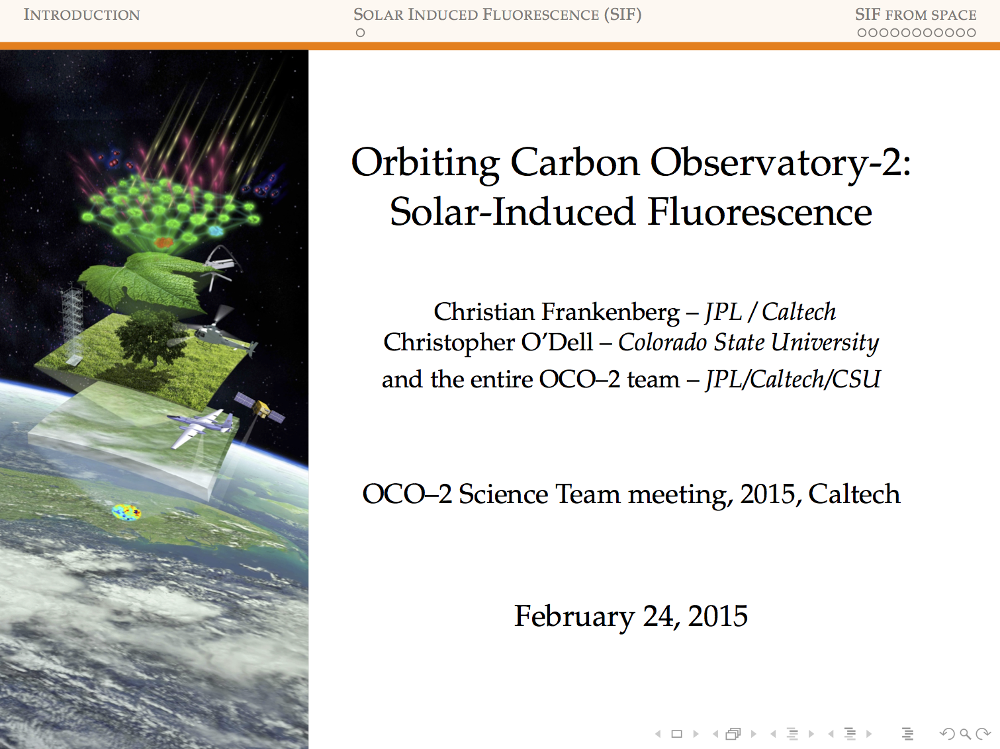 INTRODUCTION
SOLAR INDUCED FLUORESCENCE (SIF)
SIF FROM SPACE
Orbiting Carbon Observatory-2:
Solar-Induced Fluorescence
Christian Frankenberg – JPL / Caltech
Christopher O’Dell – Colorado State University
and the entire OCO–2 team – JPL/Caltech/CSU
OCO–2 Science Team meeting, 2015, Caltech
February 24, 2015